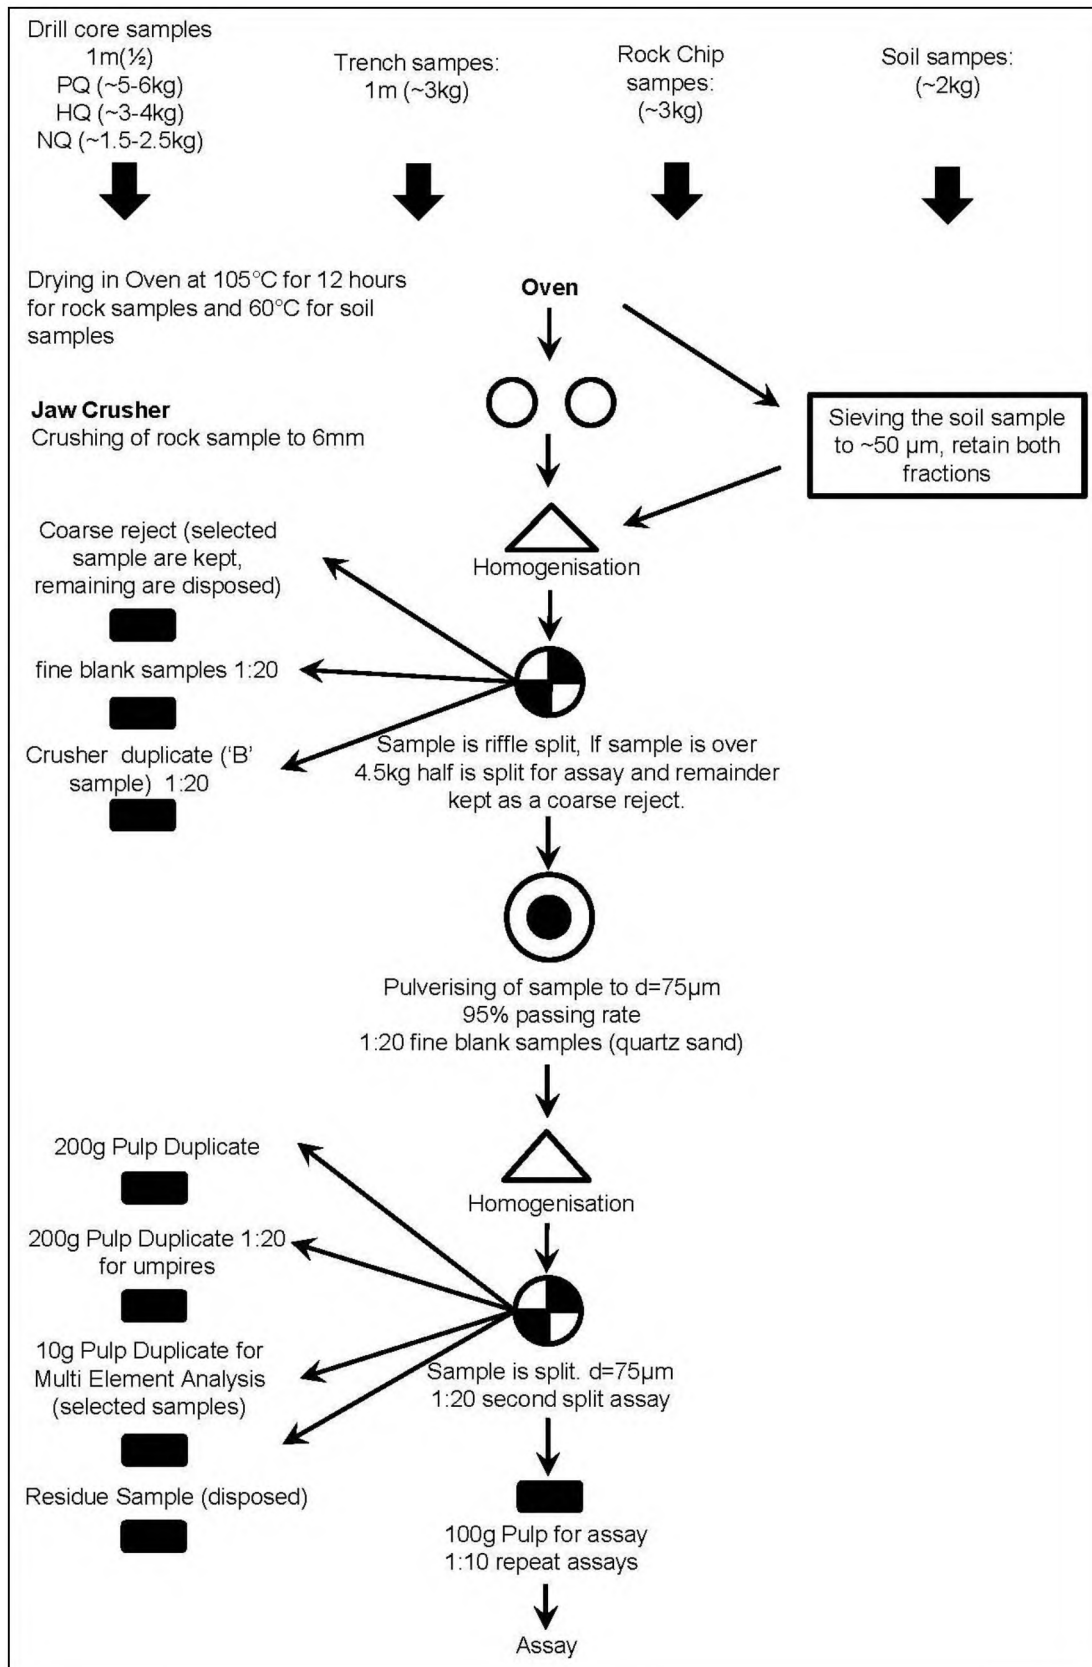 Drill core samples
1m(½)
PQ (~5-6kg)
HQ (~3-4kg)
NQ (~1.5-2.5kg)
Trench sampes:
1m (~3kg)
Rock Chip
sampes:
(~3kg)
Soil sampes:
(~2kg)
Drying in Oven at 105°C for 12 hours
for rock samples and 60°C for soil
samples
Oven
Jaw Crusher
Crushing of rock sample to 6mm
Sieving the soil sample
to ~50 µm, retain both
fractions
Coarse reject (selected
sample are kept,
remaining are disposed)
Homogenisation
fine blank samples 1:20
Crusher duplicate (‘B’
sample) 1:20
Sample is riffle split, If sample is over
4.5kg half is split for assay and remainder
kept as a coarse reject.
Pulverising of sample to d=75µm
95% passing rate
1:20 fine blank samples (quartz sand)
200g Pulp Duplicate
Homogenisation
200g Pulp Duplicate 1:20
for umpires
10g Pulp Duplicate for
Multi Element Analysis
(selected samples)
Sample is split. d=75µm
1:20 second split assay
Residue Sample (disposed)
100g Pulp for assay
1:10 repeat assays
Assay